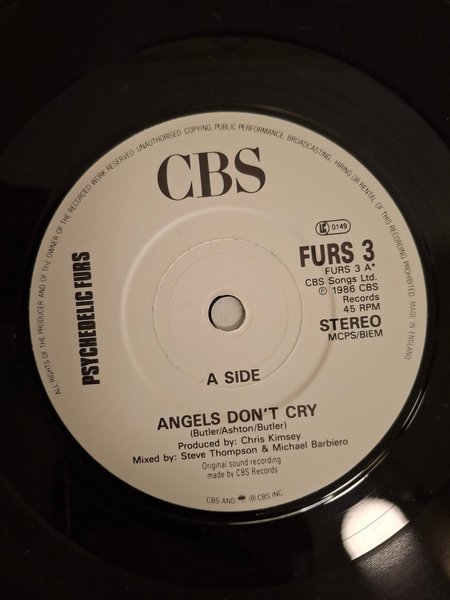 ALL RIGHTS OF THE PRODUCER AND OF THE OWNER OF THE RECORDED WORK RESERVED. UNAUTHORISED COPYING, PUBLIC PERFORMANCE, BROADCASTING, HIRING OR RENTAL OF THIS RECORDING PROHIBITED. MADE IN ENGLAND
CBS
PSYCHEDELIC FURS
LC 0149
FURS 3
FURS 3 A*
CBS Songs Ltd.
℗ 1986 CBS
Records
45 RPM
STEREO
MCPS/BIEM
A SIDE
ANGELS DON'T CRY
(Butler/Ashton/Butler)
Produced by: Chris Kimsey
Mixed by: Steve Thompson & Michael Barbiero
Original sound recording
made by CBS Records
CBS AND ® CBS INC